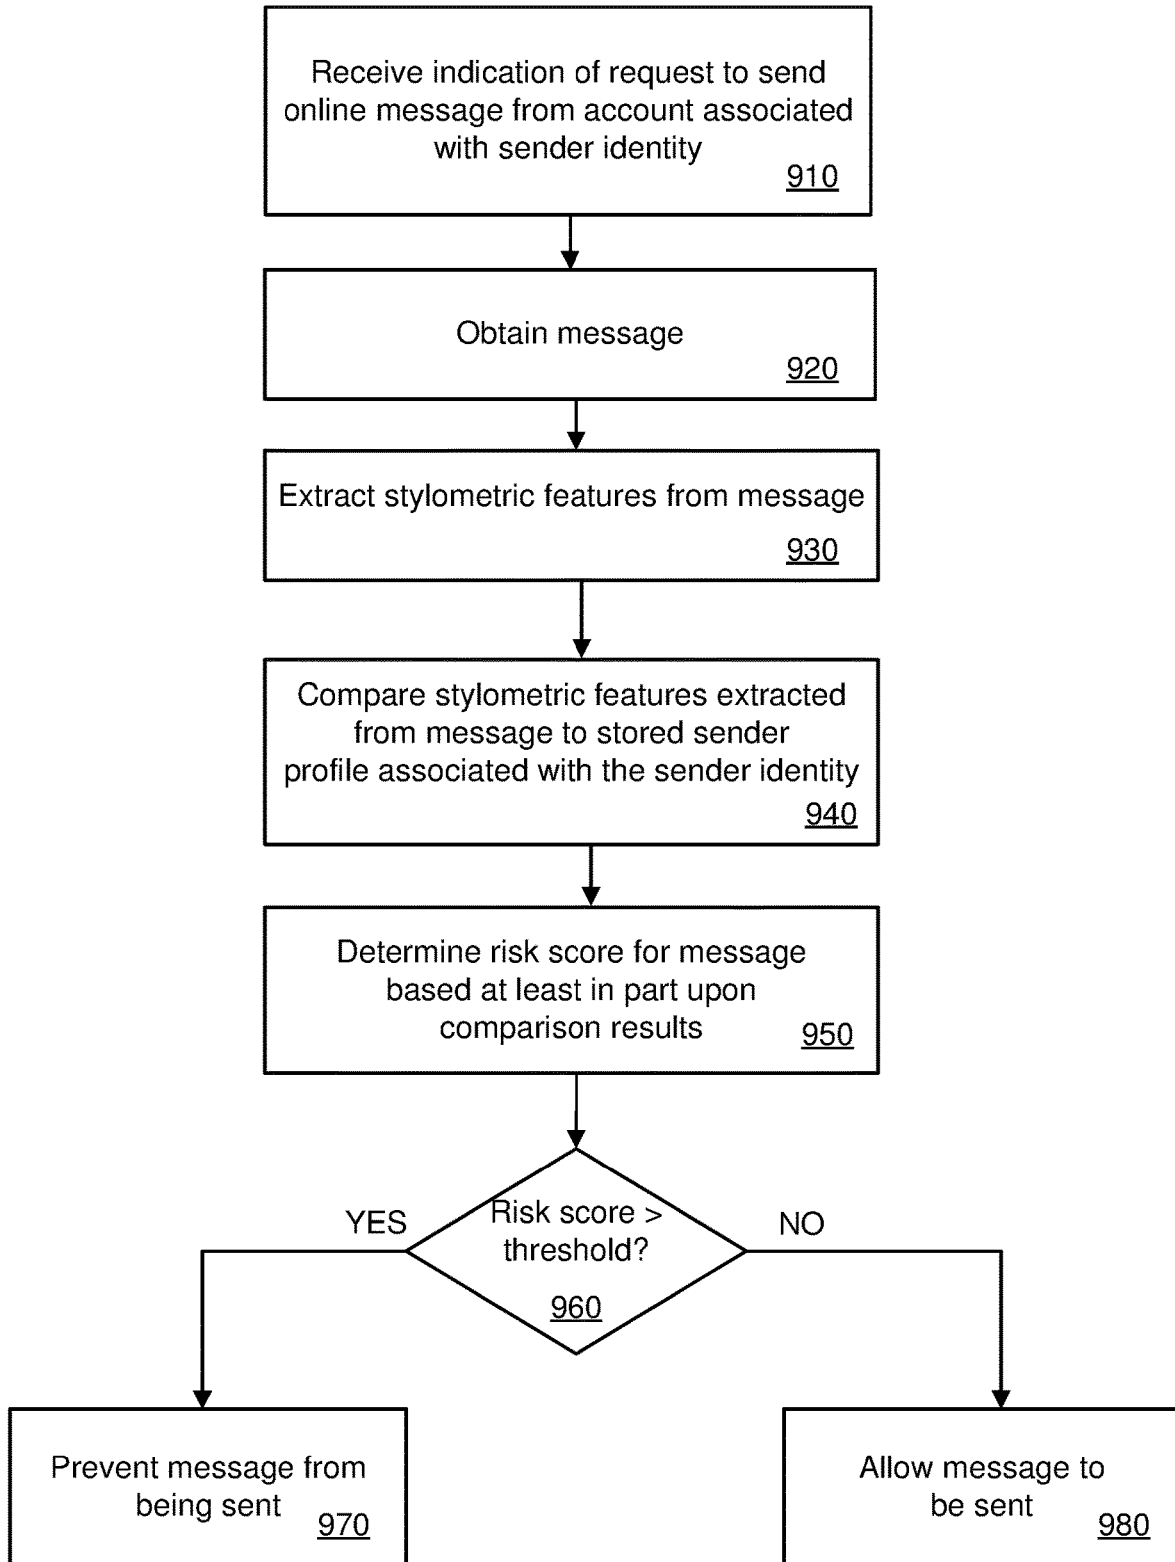 Receive indication of request to send
online message from account associated
with sender identity
910
Obtain message
920
Extract stylometric features from message
930
Compare stylometric features extracted
from message to stored sender
profile associated with the sender identity
940
Determine risk score for message
based at least in part upon
comparison results
950
YES
Risk score >
threshold?
NO
960
Prevent message from
being sent
970
Allow message to
be sent
980